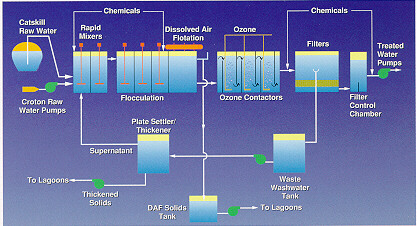 Chemicals
Chemicals
Catskill
Raw Water
Rapid
Mixers
Dissolved Air
Flotation
Ozone
Filters
Treated
Water
Pumps
Croton Raw
Water Pumps
Flocculation
Ozone Contactors
Filter
Control
Chamber
Plate Settler/
Thickener
Supernatant
To Lagoons
Thickened
Solids
DAF Solids
Tank
To Lagoons
Waste
Washwater
Tank